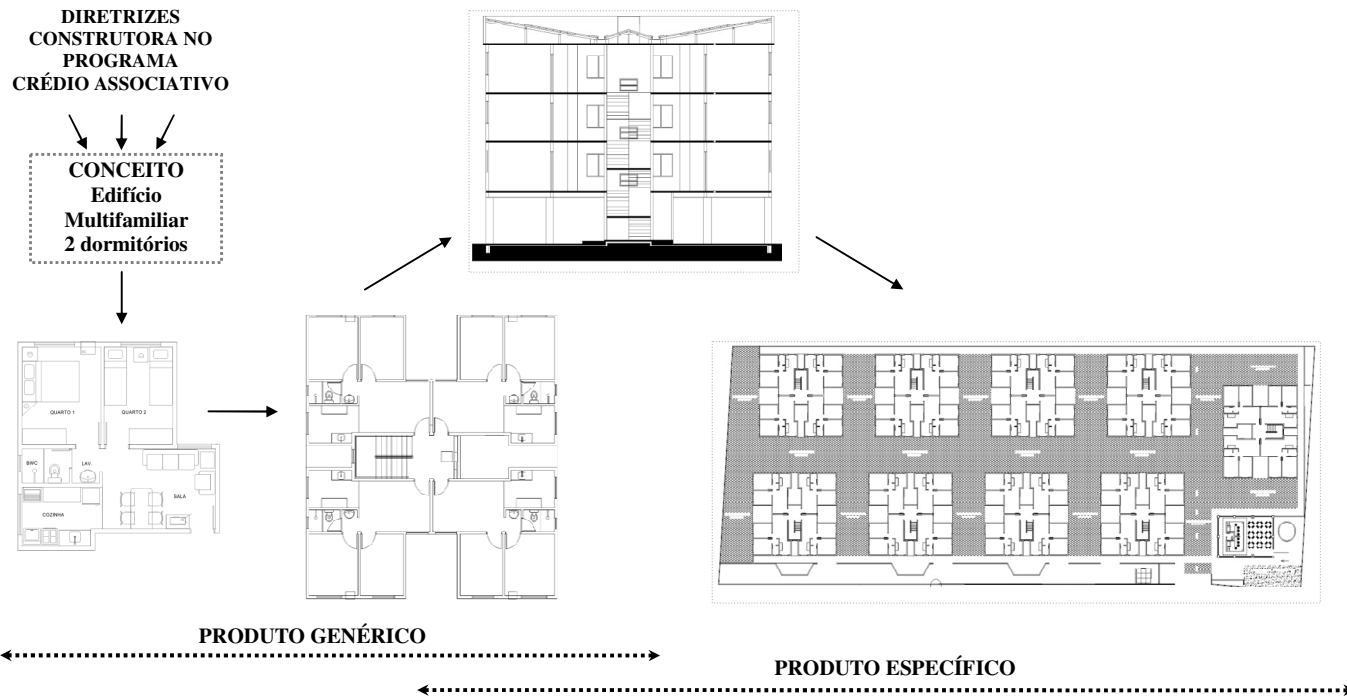 DIRETRIZES
CONSTRUTORA NO
PROGRAMA
CRÉDIO ASSOCIATIVO
CONCEITO
Edifício
Multifamiliar
2 dormitórios
QUARTO 1
QUARTO 2
BWC
LAV.
SALA
COZINHA
PRODUTO GENÉRICO
PRODUTO ESPECÍFICO